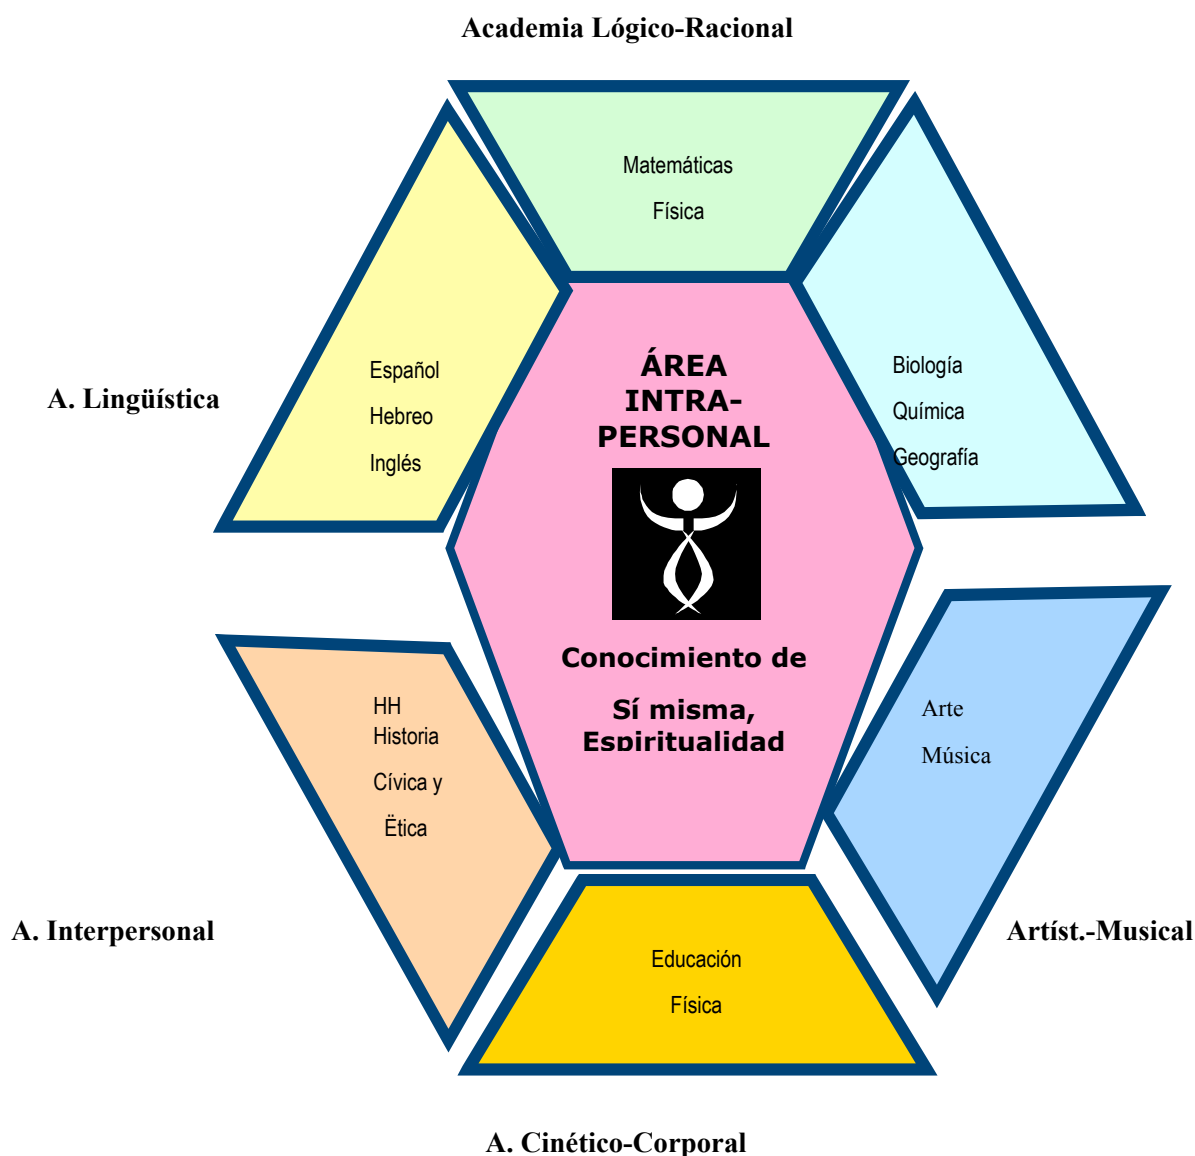 Academia Lógico-Racional
Matemáticas
Física
A. Lingüística
Español
Hebreo
Inglés
ÁREA
INTRA-
PERSONAL
Biología
Química
Geografía
Conocimiento de
Sí misma,
Espiritualidad
HH
Historia
Cívica y
Ëtica
Arte
Música
A. Interpersonal
Artíst.-Musical
Educación
Física
A. Cinético-Corporal